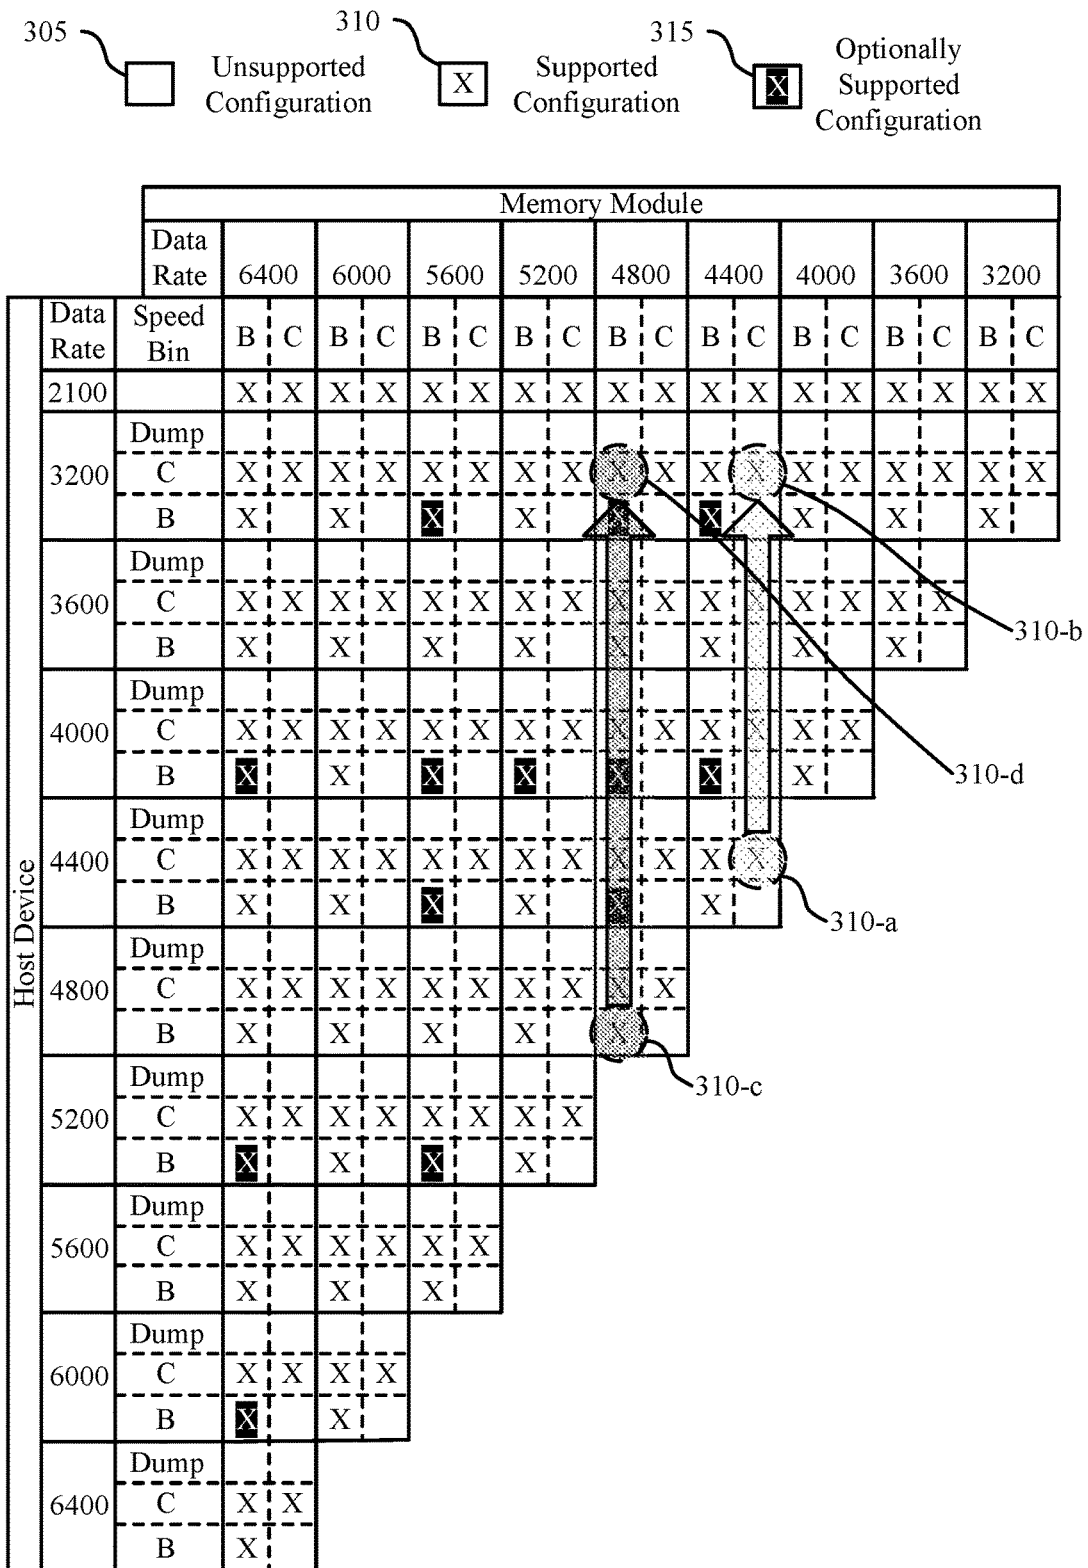 305
310
315
Unsupported
Configuration
X
Supported
Configuration
X
Optionally
Supported
Configuration
Memory Module
Data
Rate
6400 6000 5600 5200 4800 4400 4000 3600 3200
Host Device
Data
Rate
Speed
Bin
B C B C B C B C B C B C B C B C B C
2100 X X X X X X X X X X X X X X X X X X
Dump
3200 C X X X X X X X X X X X X X X X X X X
B X X X X X X X X X
Dump
3600 C X X X X X X X X X X X X X X X X
B X X X X X X X X
310-b
Dump
4000 C X X X X X X X X X X X X X X
B X X X X X X X
310-d
Dump
4400 C X X X X X X X X X X X X
B X X X X X X
310-a
Dump
4800 C X X X X X X X X X X
B X X X X X
310-c
Dump
5200 C X X X X X X X X
B X X X X
Dump
5600 C X X X X X X
B X X X
Dump
6000 C X X X X
B X X
Dump
6400 C X X
B X